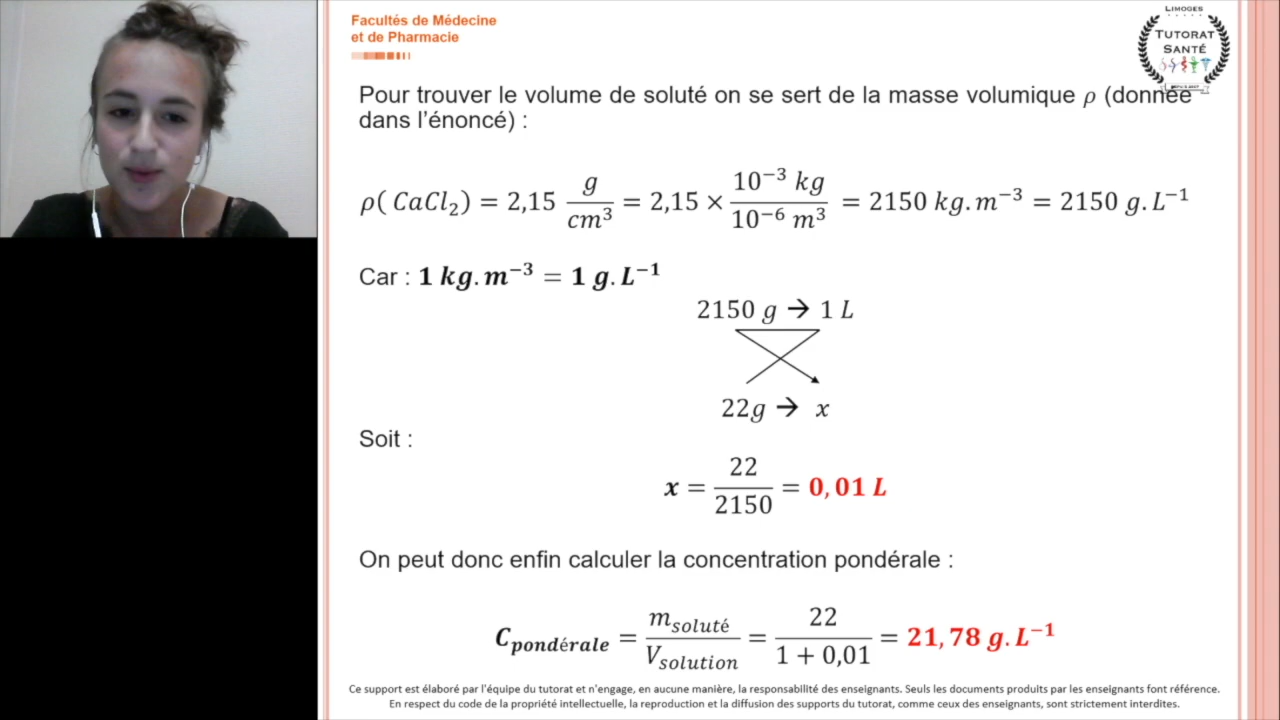 Facultés de Médecine
et de Pharmacie
LIMOGES
TUTORAT
SANTÉ
Pour trouver le volume de soluté on se sert de la masse volumique ρ (donnée
dans l'énoncé) :
ρ( CaCl₂) = 2,15 g/cm³ = 2,15 × 10⁻³ kg/10⁻⁶ m³ = 2150 kg.m⁻³ = 2150 g.L⁻¹
Car : 1 kg.m⁻³ = 1 g.L⁻¹
2150 g → 1 L
22g → x
Soit :
x = 22/2150 = 0,01 L
On peut donc enfin calculer la concentration pondérale :
C pondérale = m soluté/V solution = 22/1 + 0,01 = 21,78 g.L⁻¹
Ce support est élaboré par l'équipe du tutorat et n'engage, en aucune manière, la responsabilité des enseignants. Seuls les documents produits par les enseignants font référence.
En respect du code de la propriété intellectuelle, la reproduction et la diffusion des supports du tutorat, comme ceux des enseignants, sont strictement interdites.